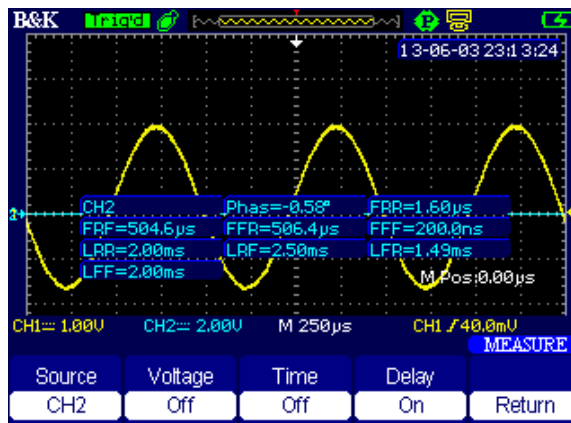 B&K Trig'd P
13-06-03 23:13:24
CH2 Phas=-0.58° FRR=1.60µs
FRF=504.6µs FFR=506.4µs FFF=200.0ns
LRR=2.00ms LRF=2.50ms LFR=1.49ms
LFF=2.00ms
M Pos:0.00µs
CH1 1.00V CH2 2.00V M 250µs CH1 40.0mV
MEASURE
Source Voltage Time Delay
CH2 Off Off On Return